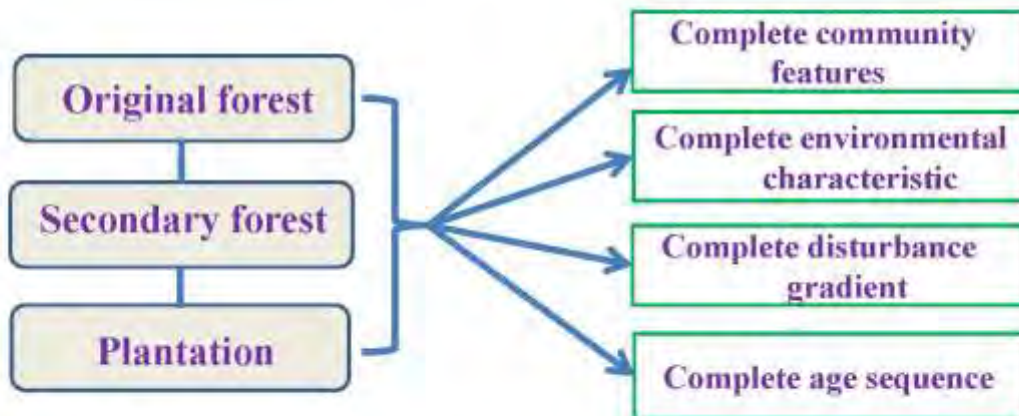 Original forest
Secondary forest
Plantation
Complete community
features
Complete environmental
characteristic
Complete disturbance
gradient
Complete age sequence